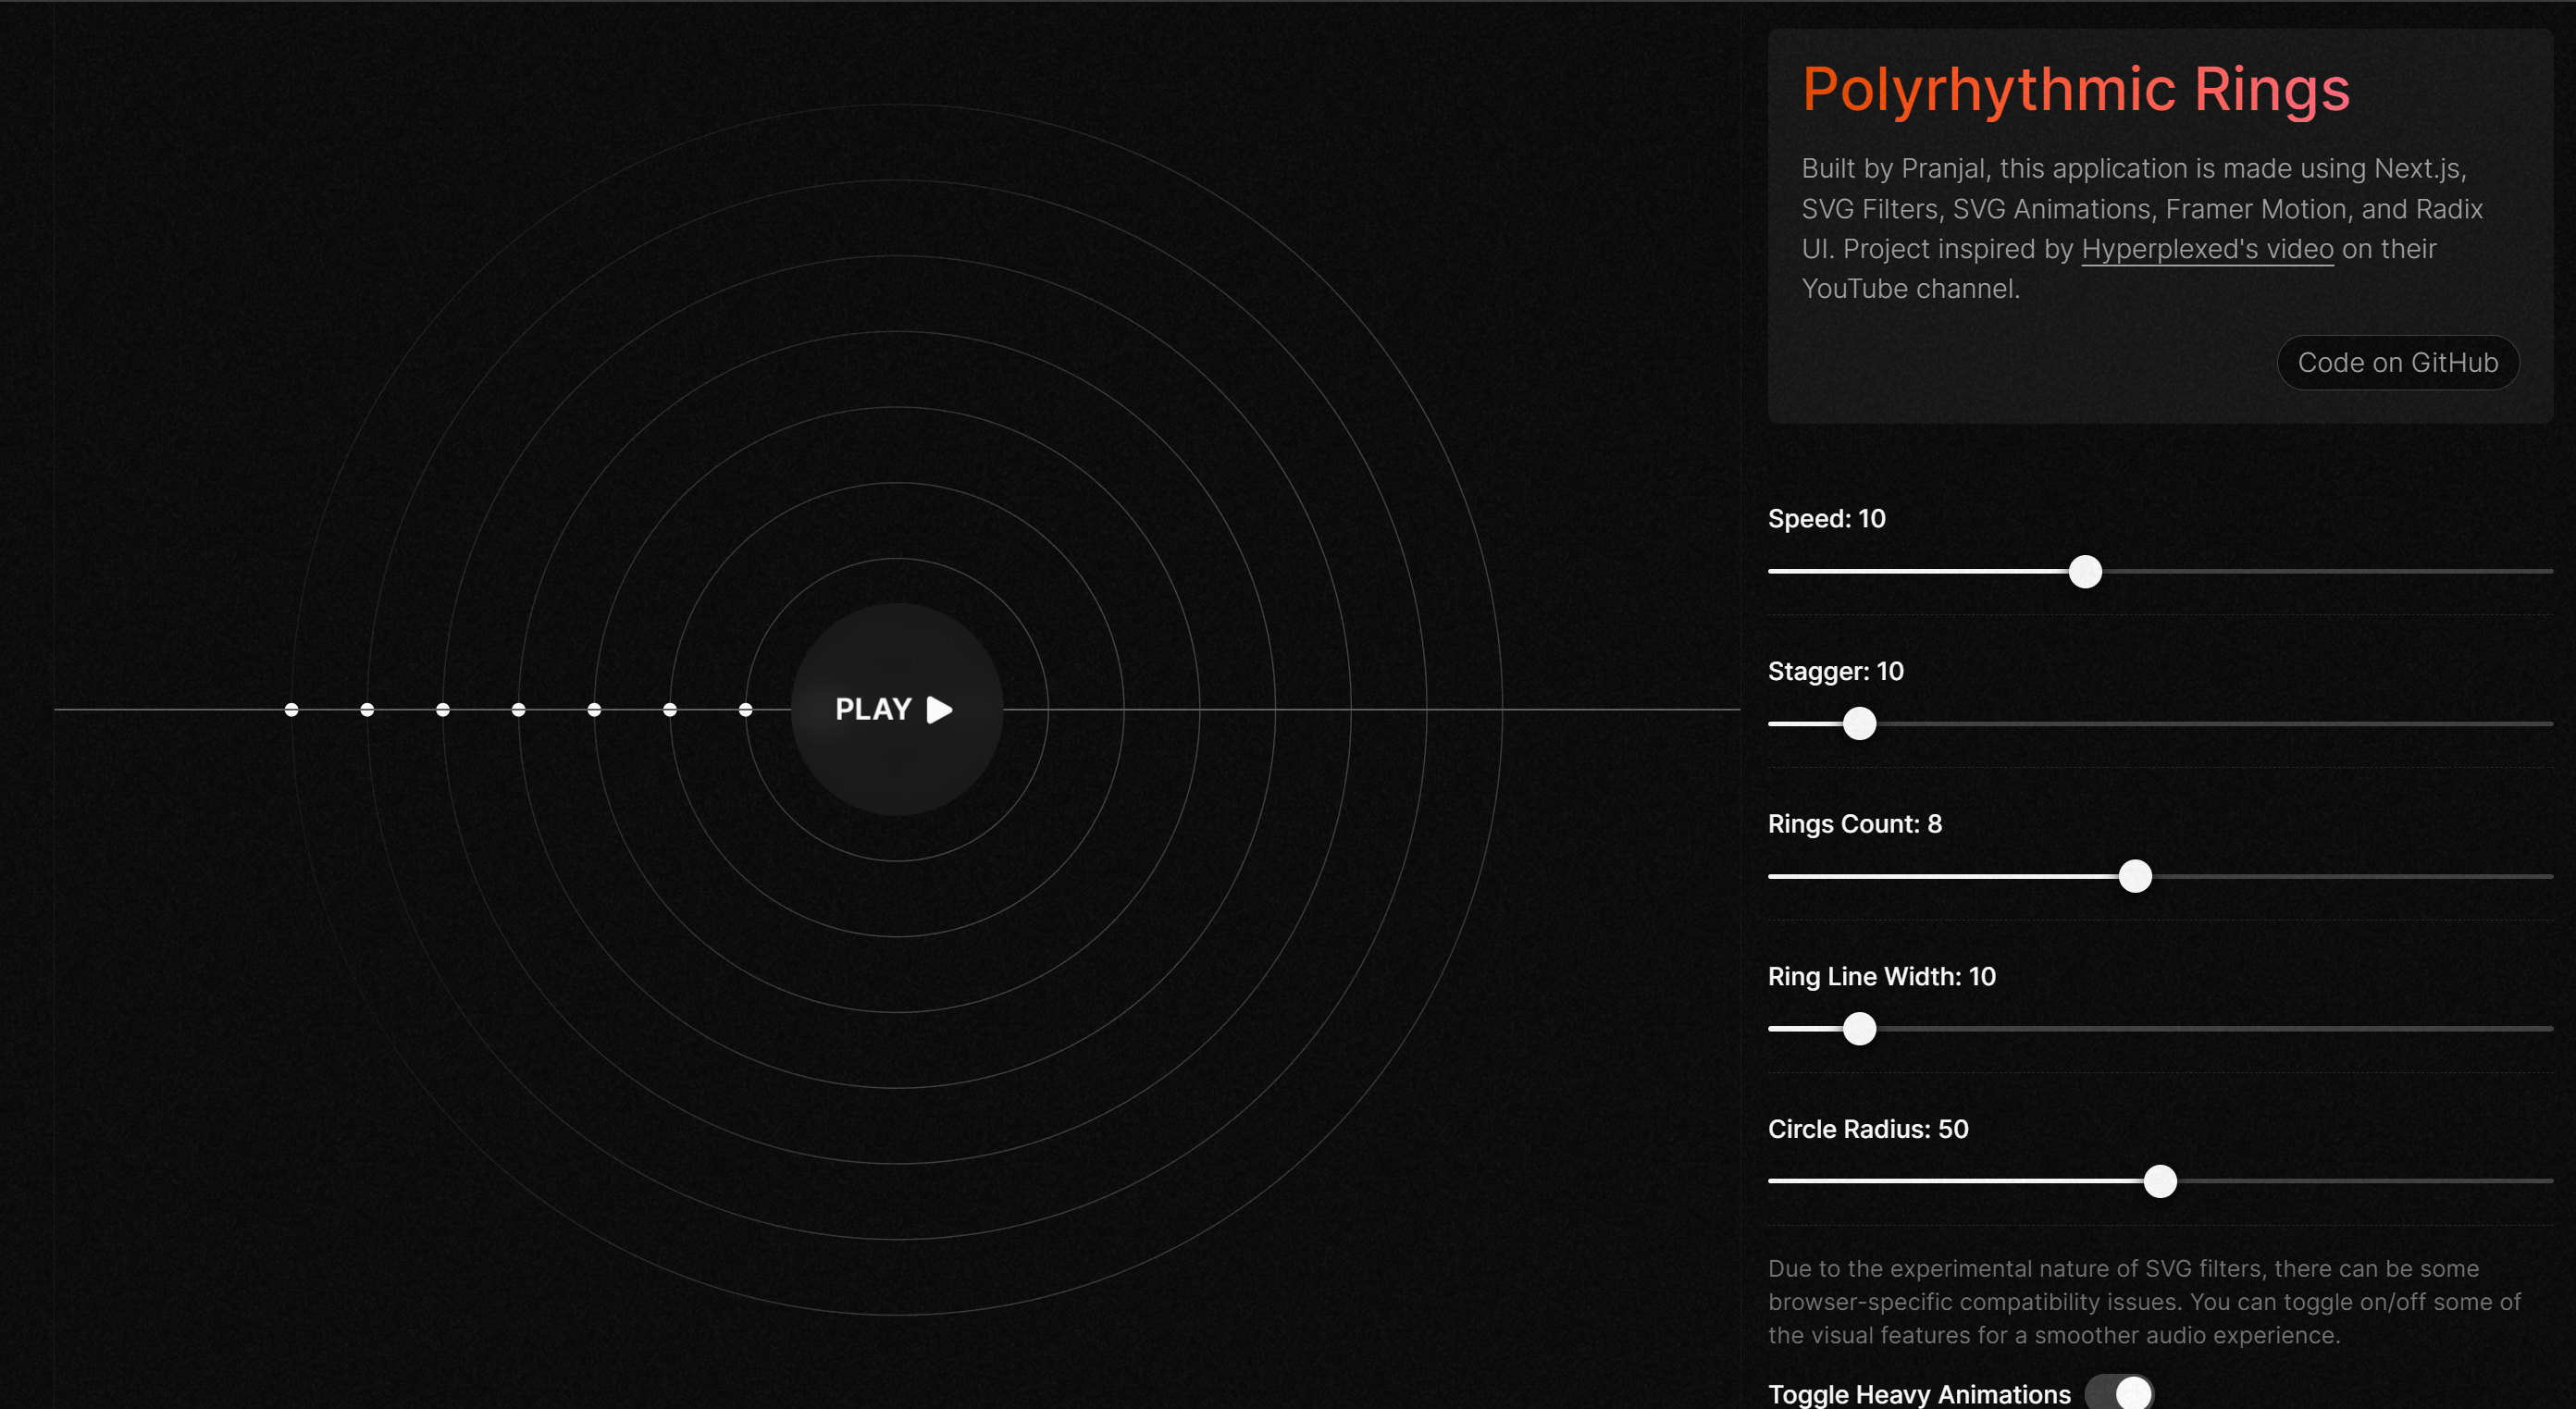 Polyrhythmic Rings
Built by Pranjal, this application is made using Next.js,
SVG Filters, SVG Animations, Framer Motion, and Radix
UI. Project inspired by Hyperplexed's video on their
YouTube channel.
Code on GitHub
PLAY
Speed: 10
Stagger: 10
Rings Count: 8
Ring Line Width: 10
Circle Radius: 50
Due to the experimental nature of SVG filters, there can be some
browser-specific compatibility issues. You can toggle on/off some of
the visual features for a smoother audio experience.
Toggle Heavy Animations